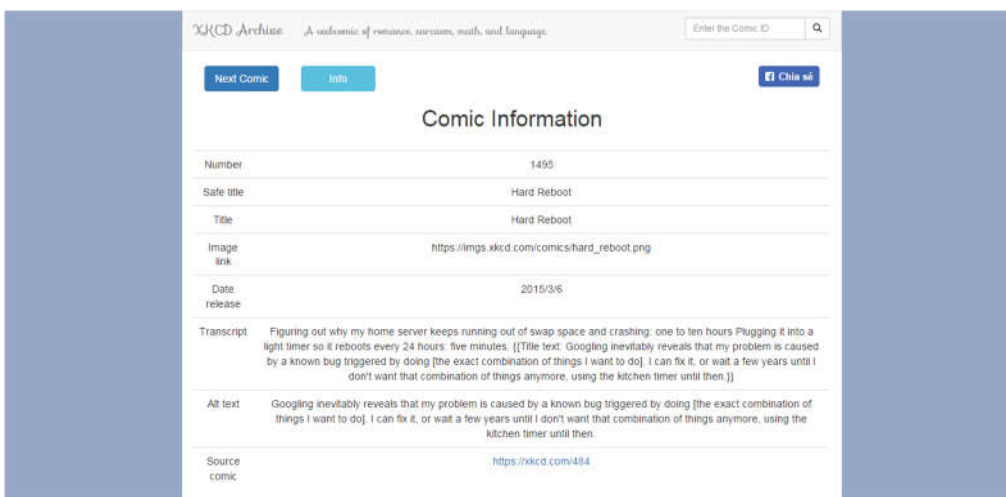 XKCD Archive A webcomic of romance, sarcasm, math, and language. Enter the Comic ID
Next Comic Info Chia sẻ
Comic Information
Number 1495
Safe title Hard Reboot
Title Hard Reboot
Image link https://imgs.xkcd.com/comics/hard_reboot.png
Date release 2015/3/6
Transcript Figuring out why my home server keeps running out of swap space and crashing: one to ten hours Plugging it into a
light timer so it reboots every 24 hours: five minutes. {{Title text: Googling inevitably reveals that my problem is caused
by a known bug triggered by doing [the exact combination of things I want to do]. I can fix it, or wait a few years until I
don't want that combination of things anymore, using the kitchen timer until then.}}
Alt text Googling inevitably reveals that my problem is caused by a known bug triggered by doing [the exact combination of
things I want to do]. I can fix it, or wait a few years until I don't want that combination of things anymore, using the
kitchen timer until then.
Source comic https://xkcd.com/484